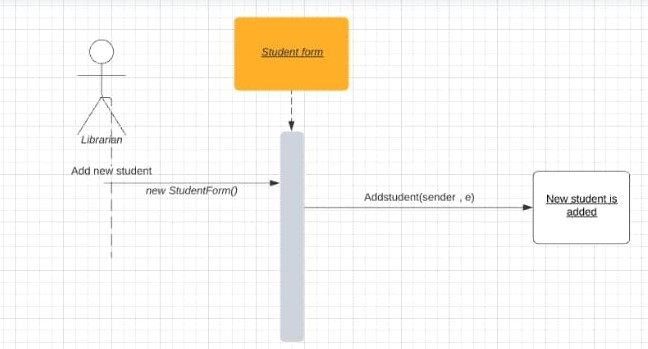 Student form
Librarian
Add new student
new StudentForm()
Addstudent(sender , e)
New student is
added